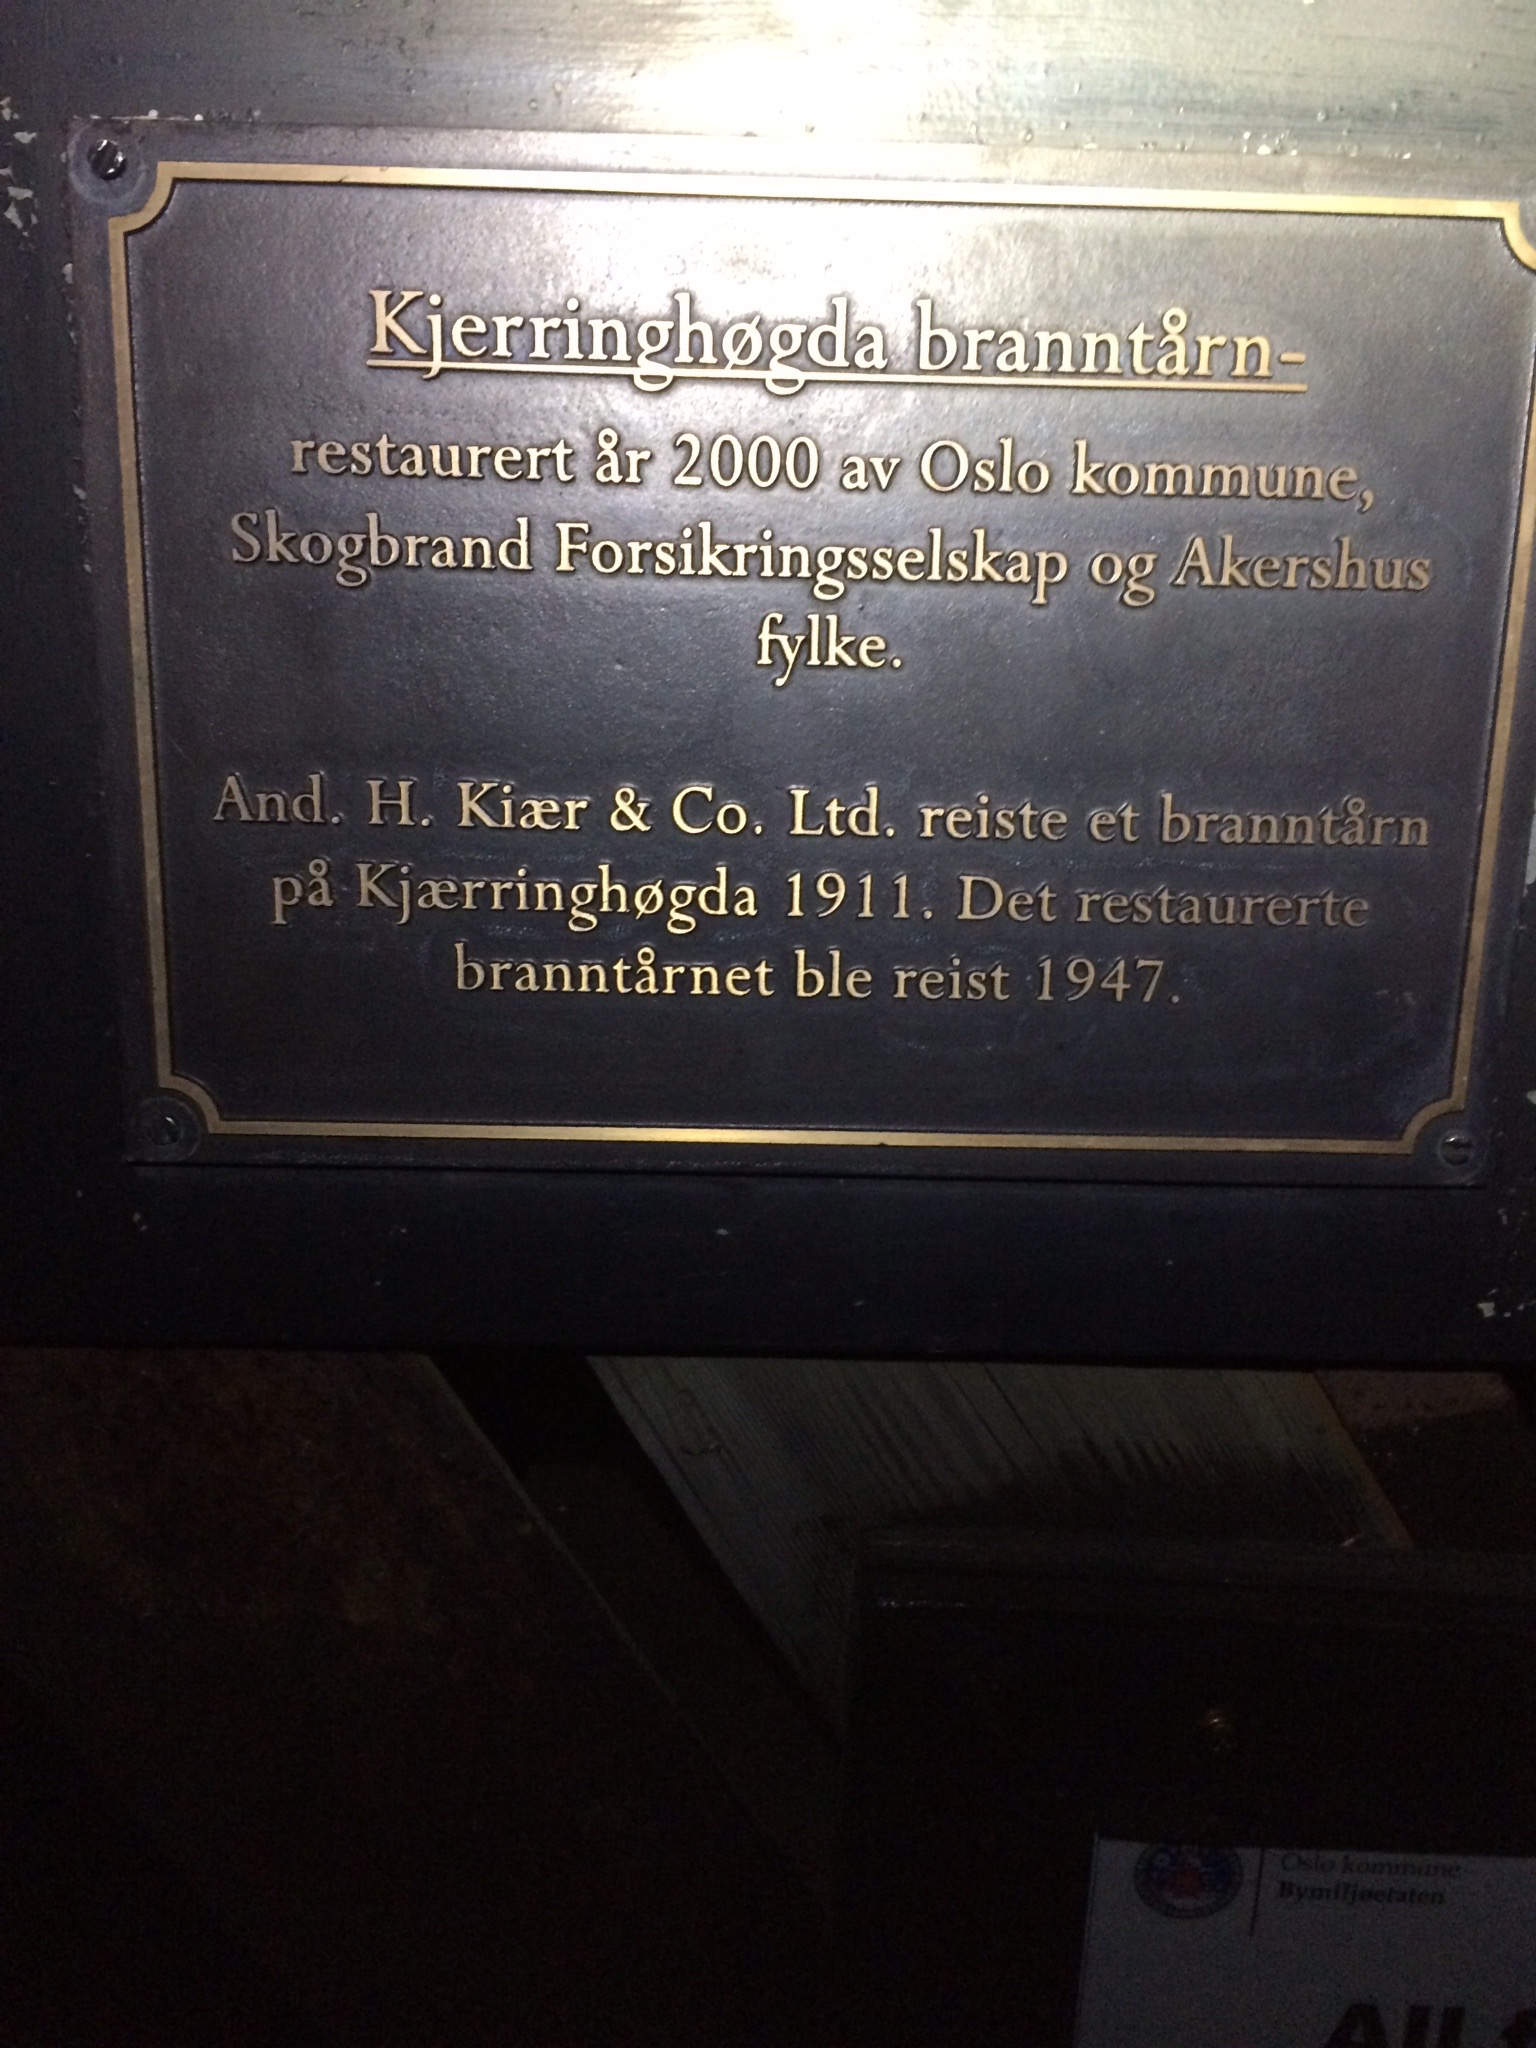 Kjerringhøgda branntårn-
restaurert år 2000 av Oslo kommune,
Skogbrand Forsikringsselskap og Akershus
fylke.
And. H. Kiær & Co. Ltd. reiste et branntårn
på Kjærringhøgda 1911. Det restaurerte
branntårnet ble reist 1947.
Oslo kommune
Bymiljøetaten